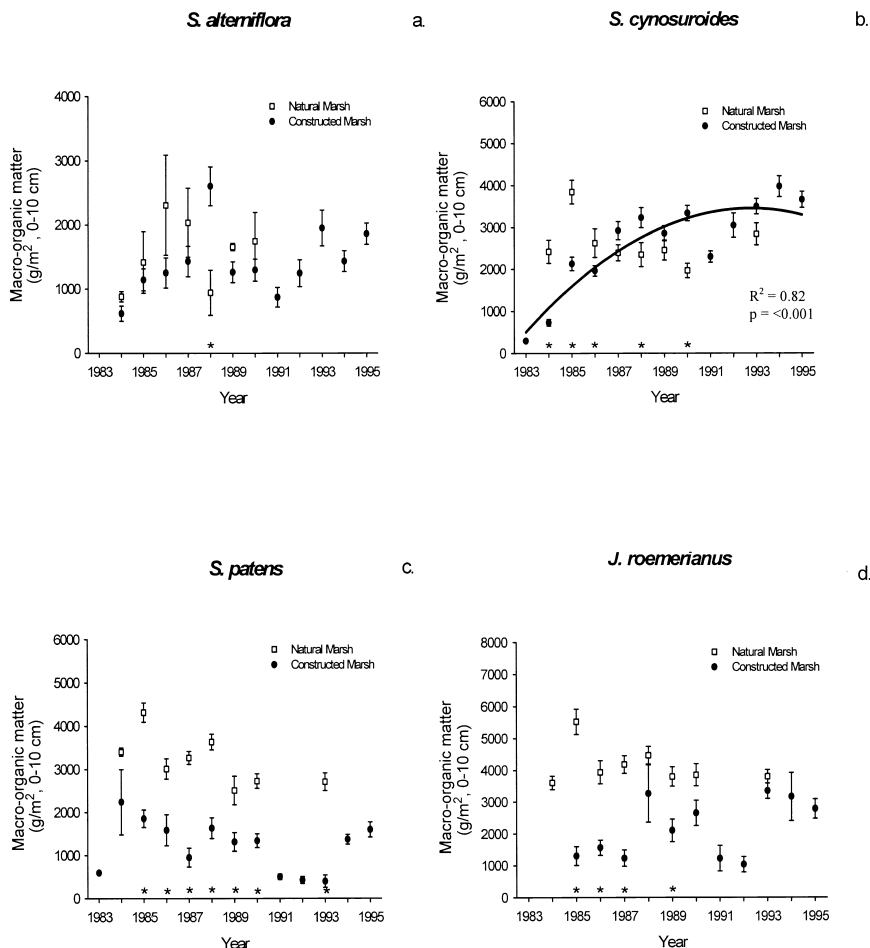 S. alterniflora
a.
Macro-organic matter
(g/m², 0-10 cm)
4000
3000
2000
1000
0
Natural Marsh
Constructed Marsh
*
1983 1985 1987 1989 1991 1993 1995
Year
S. cynosuroides
b.
Macro-organic matter
(g/m², 0-10 cm)
6000
5000
4000
3000
2000
1000
0
Natural Marsh
Constructed Marsh
R² = 0.82
p = <0.001
* * * * *
1983 1985 1987 1989 1991 1993 1995
Year
S. patens
c.
Macro-organic matter
(g/m², 0-10 cm)
6000
5000
4000
3000
2000
1000
0
Natural Marsh
Constructed Marsh
* * * * * * *
1983 1985 1987 1989 1991 1993 1995
Year
J. roemerianus
d.
Macro-organic matter
(g/m², 0-10 cm)
8000
7000
6000
5000
4000
3000
2000
1000
0
Natural Marsh
Constructed Marsh
* * * *
1983 1985 1987 1989 1991 1993 1995
Year